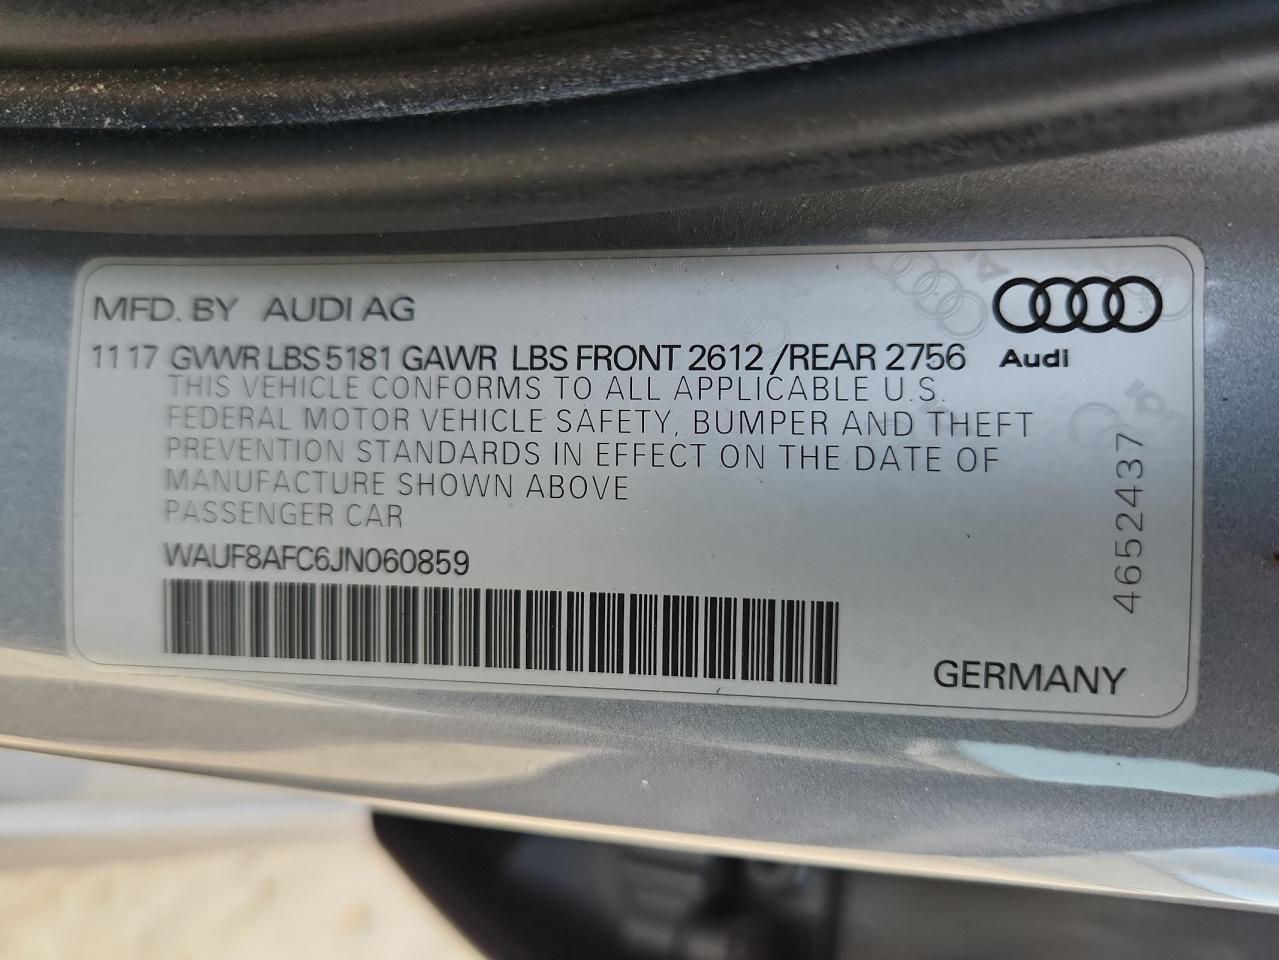 MFD. BY AUDI AG
11 17 GVWR LBS 5181 GAWR LBS FRONT 2612 /REAR 2756
Audi
THIS VEHICLE CONFORMS TO ALL APPLICABLE U.S.
FEDERAL MOTOR VEHICLE SAFETY, BUMPER AND THEFT
PREVENTION STANDARDS IN EFFECT ON THE DATE OF
MANUFACTURE SHOWN ABOVE
PASSENGER CAR
WAUF8AFC6JN060859
4652437
GERMANY